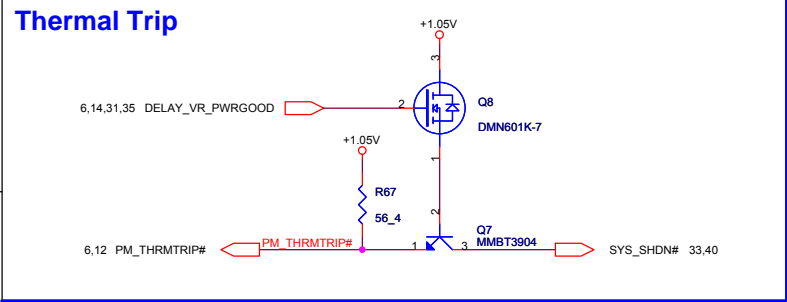 Thermal Trip
+1.05V
3
6,14,31,35 DELAY_VR_PWRGOOD
2
Q8
DMN601K-7
+1.05V
1
R67
56_4
2
Q7
MMBT3904
6,12 PM_THRMTRIP#
PM_THRMTRIP#
1
3
SYS_SHDN# 33,40